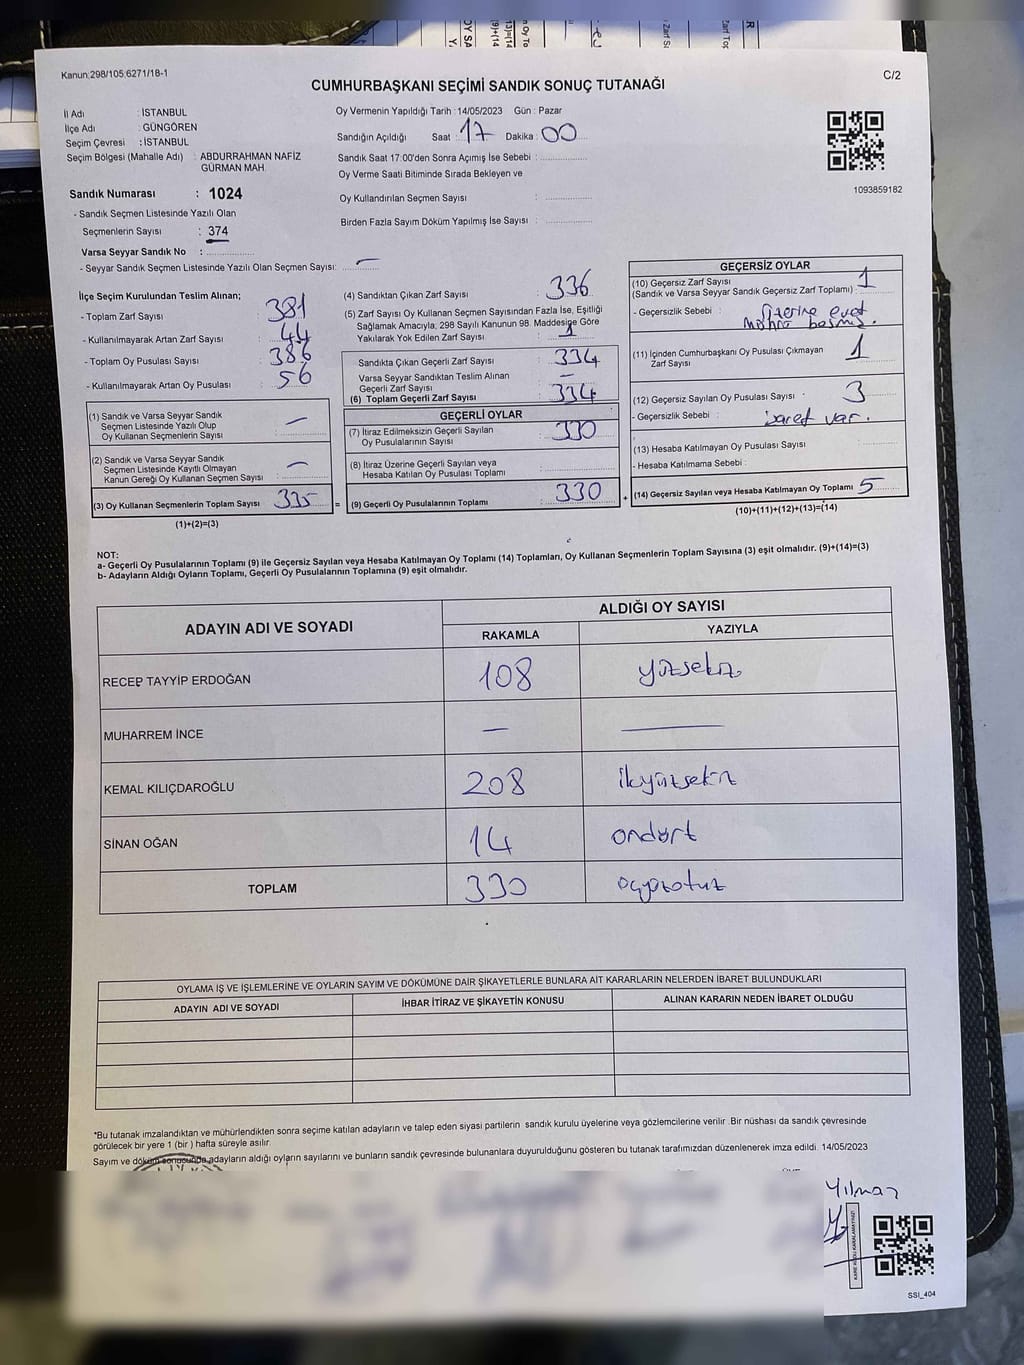 Kanun:298/105;6271/18-1
C/2
CUMHURBAŞKANI SEÇİMİ SANDIK SONUÇ TUTANAĞI
İl Adı : İSTANBUL
İlçe Adı : GÜNGÖREN
Seçim Çevresi : İSTANBUL
Seçim Bölgesi (Mahalle Adı) : ABDURRAHMAN NAFİZ
GÜRMAN MAH.
Sandık Numarası : 1024
- Sandık Seçmen Listesinde Yazılı Olan
Seçmenlerin Sayısı : 374
Varsa Seyyar Sandık No :
- Seyyar Sandık Seçmen Listesinde Yazılı Olan Seçmen Sayısı: —
Oy Vermenin Yapıldığı Tarih : 14/05/2023 Gün : Pazar
Sandığın Açıldığı Saat : 17 Dakika : 00
Sandık Saat 17:00'den Sonra Açımış İse Sebebi :
Oy Verme Saati Bitiminde Sırada Bekleyen ve
Oy Kullandırılan Seçmen Sayısı :
Birden Fazla Sayım Döküm Yapılmış İse Sayısı :
1093859182
İlçe Seçim Kurulundan Teslim Alınan;
- Toplam Zarf Sayısı : 381
- Kullanılmayarak Artan Zarf Sayısı : 44
- Toplam Oy Pusulası Sayısı : 386
- Kullanılmayarak Artan Oy Pusulası : 56
(1) Sandık ve Varsa Seyyar Sandık
Seçmen Listesinde Yazılı Olup
Oy Kullanan Seçmenlerin Sayısı : —
(2) Sandık ve Varsa Seyyar Sandık
Seçmen Listesinde Kayıtlı Olmayan
Kanun Gereği Oy Kullanan Seçmen Sayısı : —
(3) Oy Kullanan Seçmenlerin Toplam Sayısı : 335 =
(1)+(2)=(3)
(4) Sandıktan Çıkan Zarf Sayısı : 336
(5) Zarf Sayısı Oy Kullanan Seçmen Sayısından Fazla İse, Eşitliği
Sağlamak Amacıyla, 298 Sayılı Kanunun 98. Maddesine Göre
Yakılarak Yok Edilen Zarf Sayısı : 1
Sandıkta Çıkan Geçerli Zarf Sayısı : 334
Varsa Seyyar Sandıktan Teslim Alınan
Geçerli Zarf Sayısı : —
(6) Toplam Geçerli Zarf Sayısı : 334
GEÇERLİ OYLAR
(7) İtiraz Edilmeksizin Geçerli Sayılan
Oy Pusulalarının Sayısı : 330
(8) İtiraz Üzerine Geçerli Sayılan veya
Hesaba Katılan Oy Pusulası Toplamı :
(9) Geçerli Oy Pusulalarının Toplamı : 330 +
GEÇERSİZ OYLAR
(10) Geçersiz Zarf Sayısı 1
(Sandık ve Varsa Seyyar Sandık Geçersiz Zarf Toplamı) :
- Geçersizlik Sebebi : Üzerine evet
mührü basmış.
(11) İçinden Cumhurbaşkanı Oy Pusulası Çıkmayan
Zarf Sayısı : 1
(12) Geçersiz Sayılan Oy Pusulası Sayısı : 3
- Geçersizlik Sebebi : işaret var.
(13) Hesaba Katılmayan Oy Pusulası Sayısı :
- Hesaba Katılmama Sebebi :
(14) Geçersiz Sayılan veya Hesaba Katılmayan Oy Toplamı 5
(10)+(11)+(12)+(13)=(14)
NOT:
a- Geçerli Oy Pusulalarının Toplamı (9) ile Geçersiz Sayılan veya Hesaba Katılmayan Oy Toplamı (14) Toplamları, Oy Kullanan Seçmenlerin Toplam Sayısına (3) eşit olmalıdır. (9)+(14)=(3)
b- Adayların Aldığı Oyların Toplamı, Geçerli Oy Pusulalarının Toplamına (9) eşit olmalıdır.
ADAYIN ADI VE SOYADI ALDIĞI OY SAYISI
RAKAMLA YAZIYLA
RECEP TAYYİP ERDOĞAN 108 yüzsekiz
MUHARREM İNCE — —
KEMAL KILIÇDAROĞLU 208 ikiyüzsekiz
SİNAN OĞAN 14 ondört
TOPLAM 330 üçyüzotuz
OYLAMA İŞ VE İŞLEMLERİNE VE OYLARIN SAYIM VE DÖKÜMÜNE DAİR ŞİKAYETLERLE BUNLARA AİT KARARLARIN NELERDEN İBARET BULUNDUKLARI
ADAYIN ADI VE SOYADI İHBAR İTİRAZ VE ŞİKAYETİN KONUSU ALINAN KARARIN NEDEN İBARET OLDUĞU
*Bu tutanak imzalandıktan ve mühürlendikten sonra seçime katılan adayların ve talep eden siyasi partilerin sandık kurulu üyelerine veya gözlemcilerine verilir. Bir nüshası da sandık çevresinde
görülecek bir yere 1 (bir ) hafta süreyle asılır.
Sayım ve döküm sonucunda adayların aldığı oyların sayılarını ve bunların sandık çevresinde bulunanlara duyurulduğunu gösteren bu tutanak tarafımızdan düzenlenerek imza edildi. 14/05/2023
Yılmaz
SSI_404